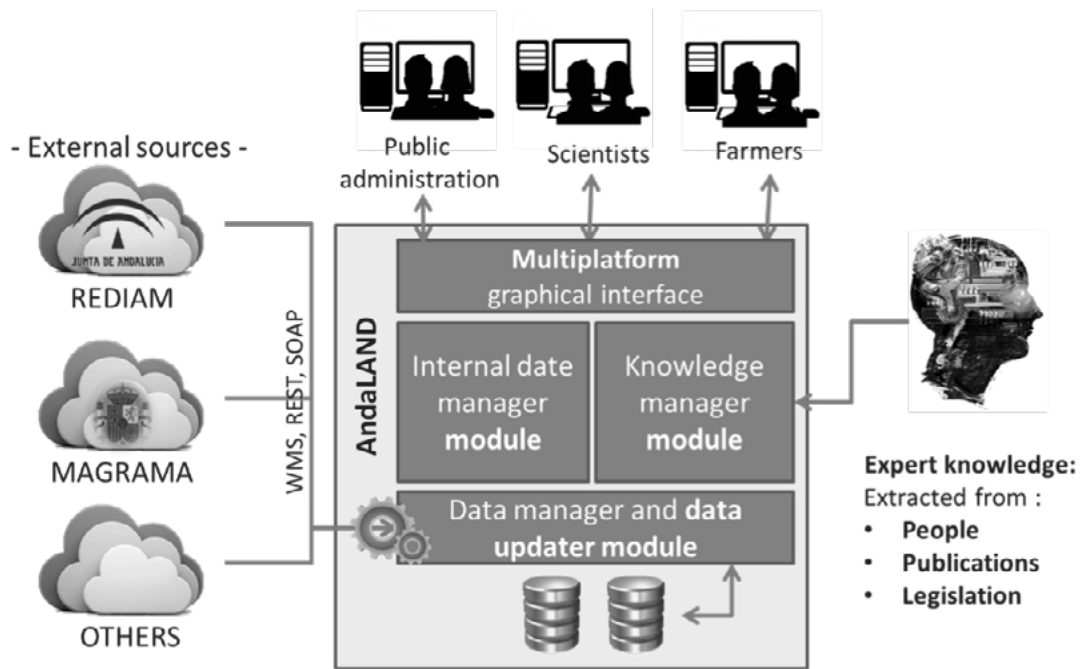 Public
administration
Scientists
Farmers
- External sources -
JUNTA DE ANDALUCIA
REDIAM
MAGRAMA
OTHERS
WMS, REST, SOAP
AndaLAND
Multiplatform
graphical interface
Internal date
manager
module
Knowledge
manager
module
Data manager and data
updater module
Expert knowledge:
Extracted from :
• People
• Publications
• Legislation